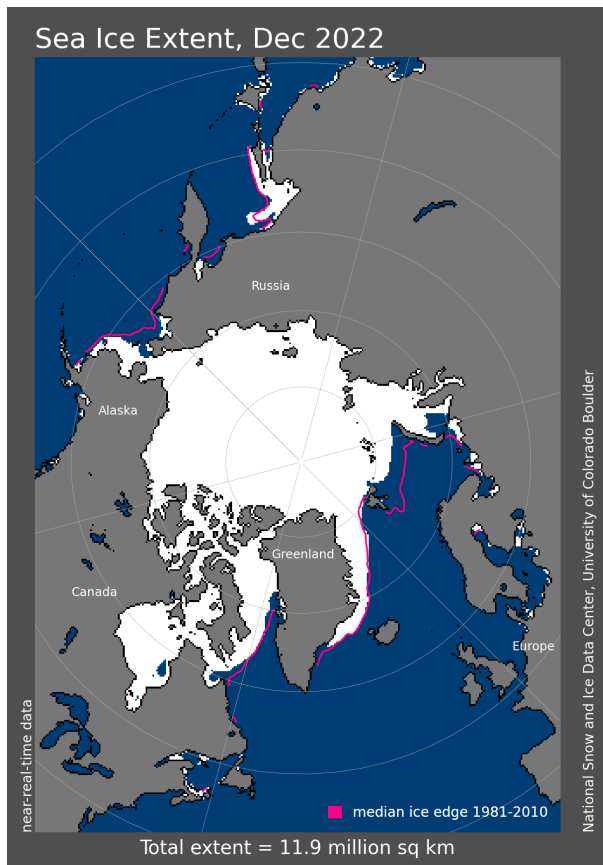 Sea Ice Extent, Dec 2022
Russia
Alaska
Greenland
Canada
Europe
near-real-time data
National Snow and Ice Data Center, University of Colorado Boulder
median ice edge 1981-2010
Total extent = 11.9 million sq km